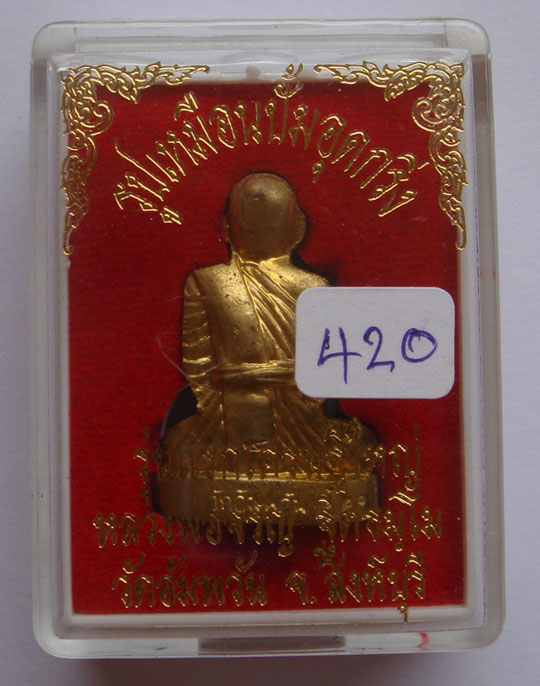 รูปเหมือนปั๊มอุดกริ่ง
420
หลวงพ่อจรัญ ฐิตธมฺโม
วัดอัมพวัน จ.สิงห์บุรี